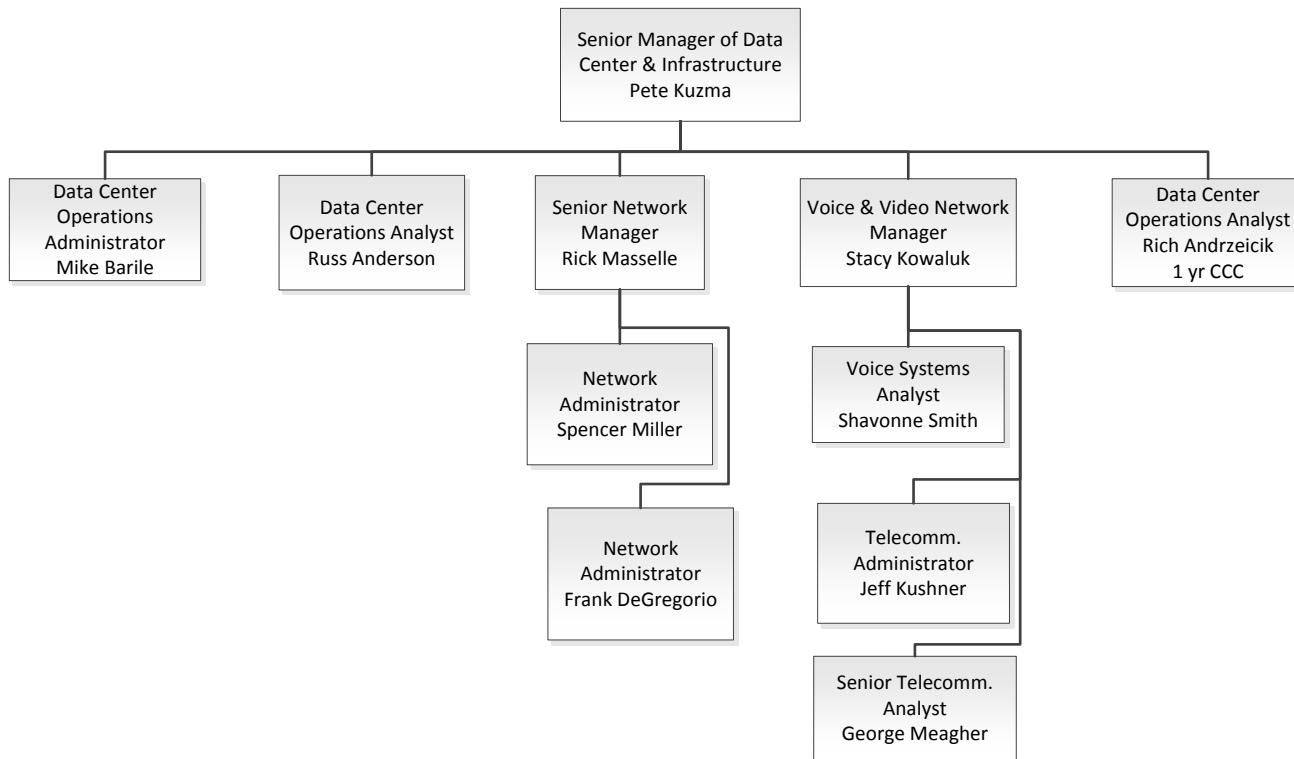 Senior Manager of Data
Center & Infrastructure
Pete Kuzma
Data Center
Operations
Administrator
Mike Barile
Data Center
Operations Analyst
Russ Anderson
Senior Network
Manager
Rick Masselle
Voice & Video Network
Manager
Stacy Kowaluk
Data Center
Operations Analyst
Rich Andrzeicik
1 yr CCC
Network
Administrator
Spencer Miller
Voice Systems
Analyst
Shavonne Smith
Network
Administrator
Frank DeGregorio
Telecomm.
Administrator
Jeff Kushner
Senior Telecomm.
Analyst
George Meagher